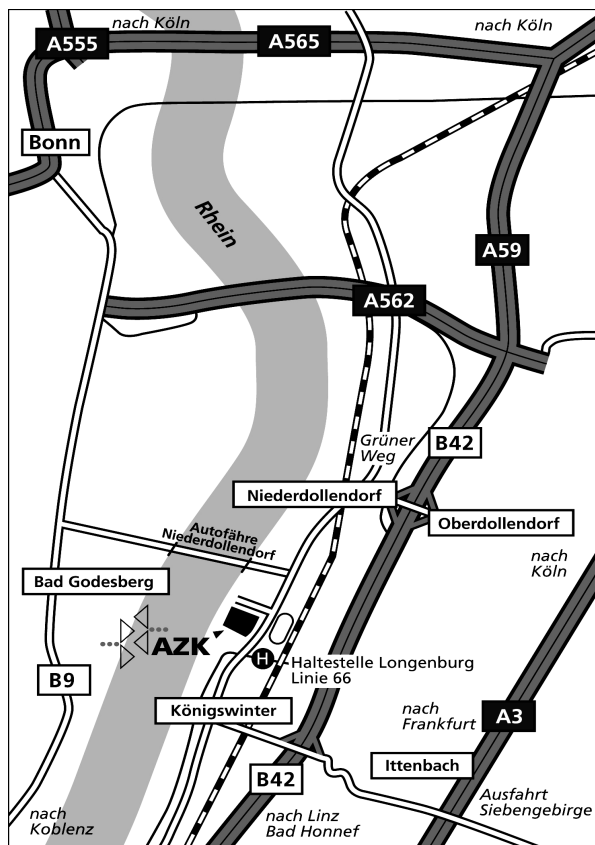 nach Köln
nach Köln
A555
A565
Bonn
Rhein
A59
A562
Grüner
Weg
B42
Niederdollendorf
Oberdollendorf
Autofähre
Niederdollendorf
nach
Köln
Bad Godesberg
AZK
H
Haltestelle Longenburg
Linie 66
B9
Königswinter
nach
Frankfurt
A3
Ittenbach
B42
Ausfahrt
Siebengebirge
nach
Koblenz
nach Linz
Bad Honnef